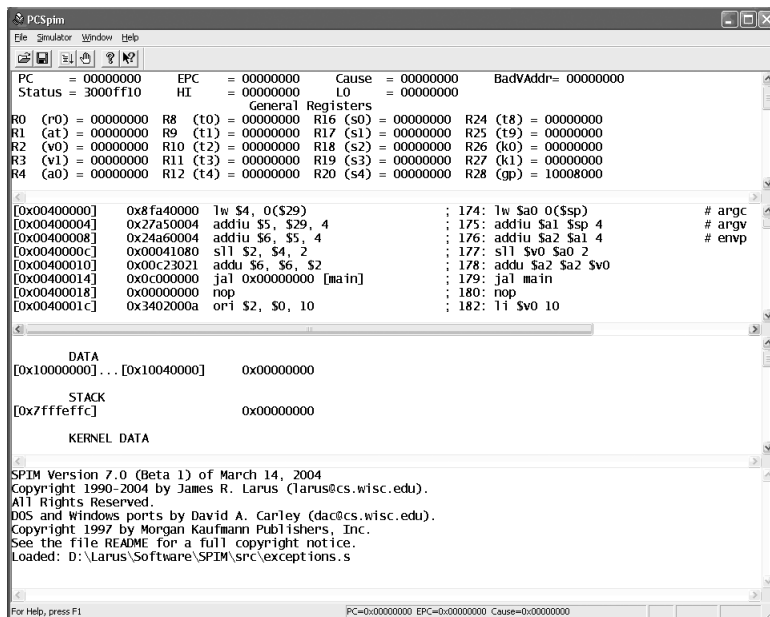 PCSpim
File Simulator Window Help
PC = 00000000 EPC = 00000000 Cause = 00000000 BadVAddr= 00000000
Status = 3000ff10 HI = 00000000 LO = 00000000
General Registers
R0 (r0) = 00000000 R8 (t0) = 00000000 R16 (s0) = 00000000 R24 (t8) = 00000000
R1 (at) = 00000000 R9 (t1) = 00000000 R17 (s1) = 00000000 R25 (t9) = 00000000
R2 (v0) = 00000000 R10 (t2) = 00000000 R18 (s2) = 00000000 R26 (k0) = 00000000
R3 (v1) = 00000000 R11 (t3) = 00000000 R19 (s3) = 00000000 R27 (k1) = 00000000
R4 (a0) = 00000000 R12 (t4) = 00000000 R20 (s4) = 00000000 R28 (gp) = 10008000
[0x00400000] 0x8fa40000 lw $4, 0($29) ; 174: lw $a0 0($sp) # argc
[0x00400004] 0x27a50004 addiu $5, $29, 4 ; 175: addiu $a1 $sp 4 # argv
[0x00400008] 0x24a60004 addiu $6, $5, 4 ; 176: addiu $a2 $a1 4 # envp
[0x0040000c] 0x00041080 sll $2, $4, 2 ; 177: sll $v0 $a0 2
[0x00400010] 0x00c23021 addu $6, $6, $2 ; 178: addu $a2 $a2 $v0
[0x00400014] 0x0c000000 jal 0x00000000 [main] ; 179: jal main
[0x00400018] 0x00000000 nop ; 180: nop
[0x0040001c] 0x3402000a ori $2, $0, 10 ; 182: li $v0 10
DATA
[0x10000000]...[0x10040000] 0x00000000
STACK
[0x7fffeffc] 0x00000000
KERNEL DATA
SPIM Version 7.0 (Beta 1) of March 14, 2004
Copyright 1990-2004 by James R. Larus (larus@cs.wisc.edu).
All Rights Reserved.
DOS and Windows ports by David A. Carley (dac@cs.wisc.edu).
Copyright 1997 by Morgan Kaufmann Publishers, Inc.
See the file README for a full copyright notice.
Loaded: D:\Larus\Software\SPIM\src\exceptions.s
For Help, press F1 PC=0x00000000 EPC=0x00000000 Cause=0x00000000